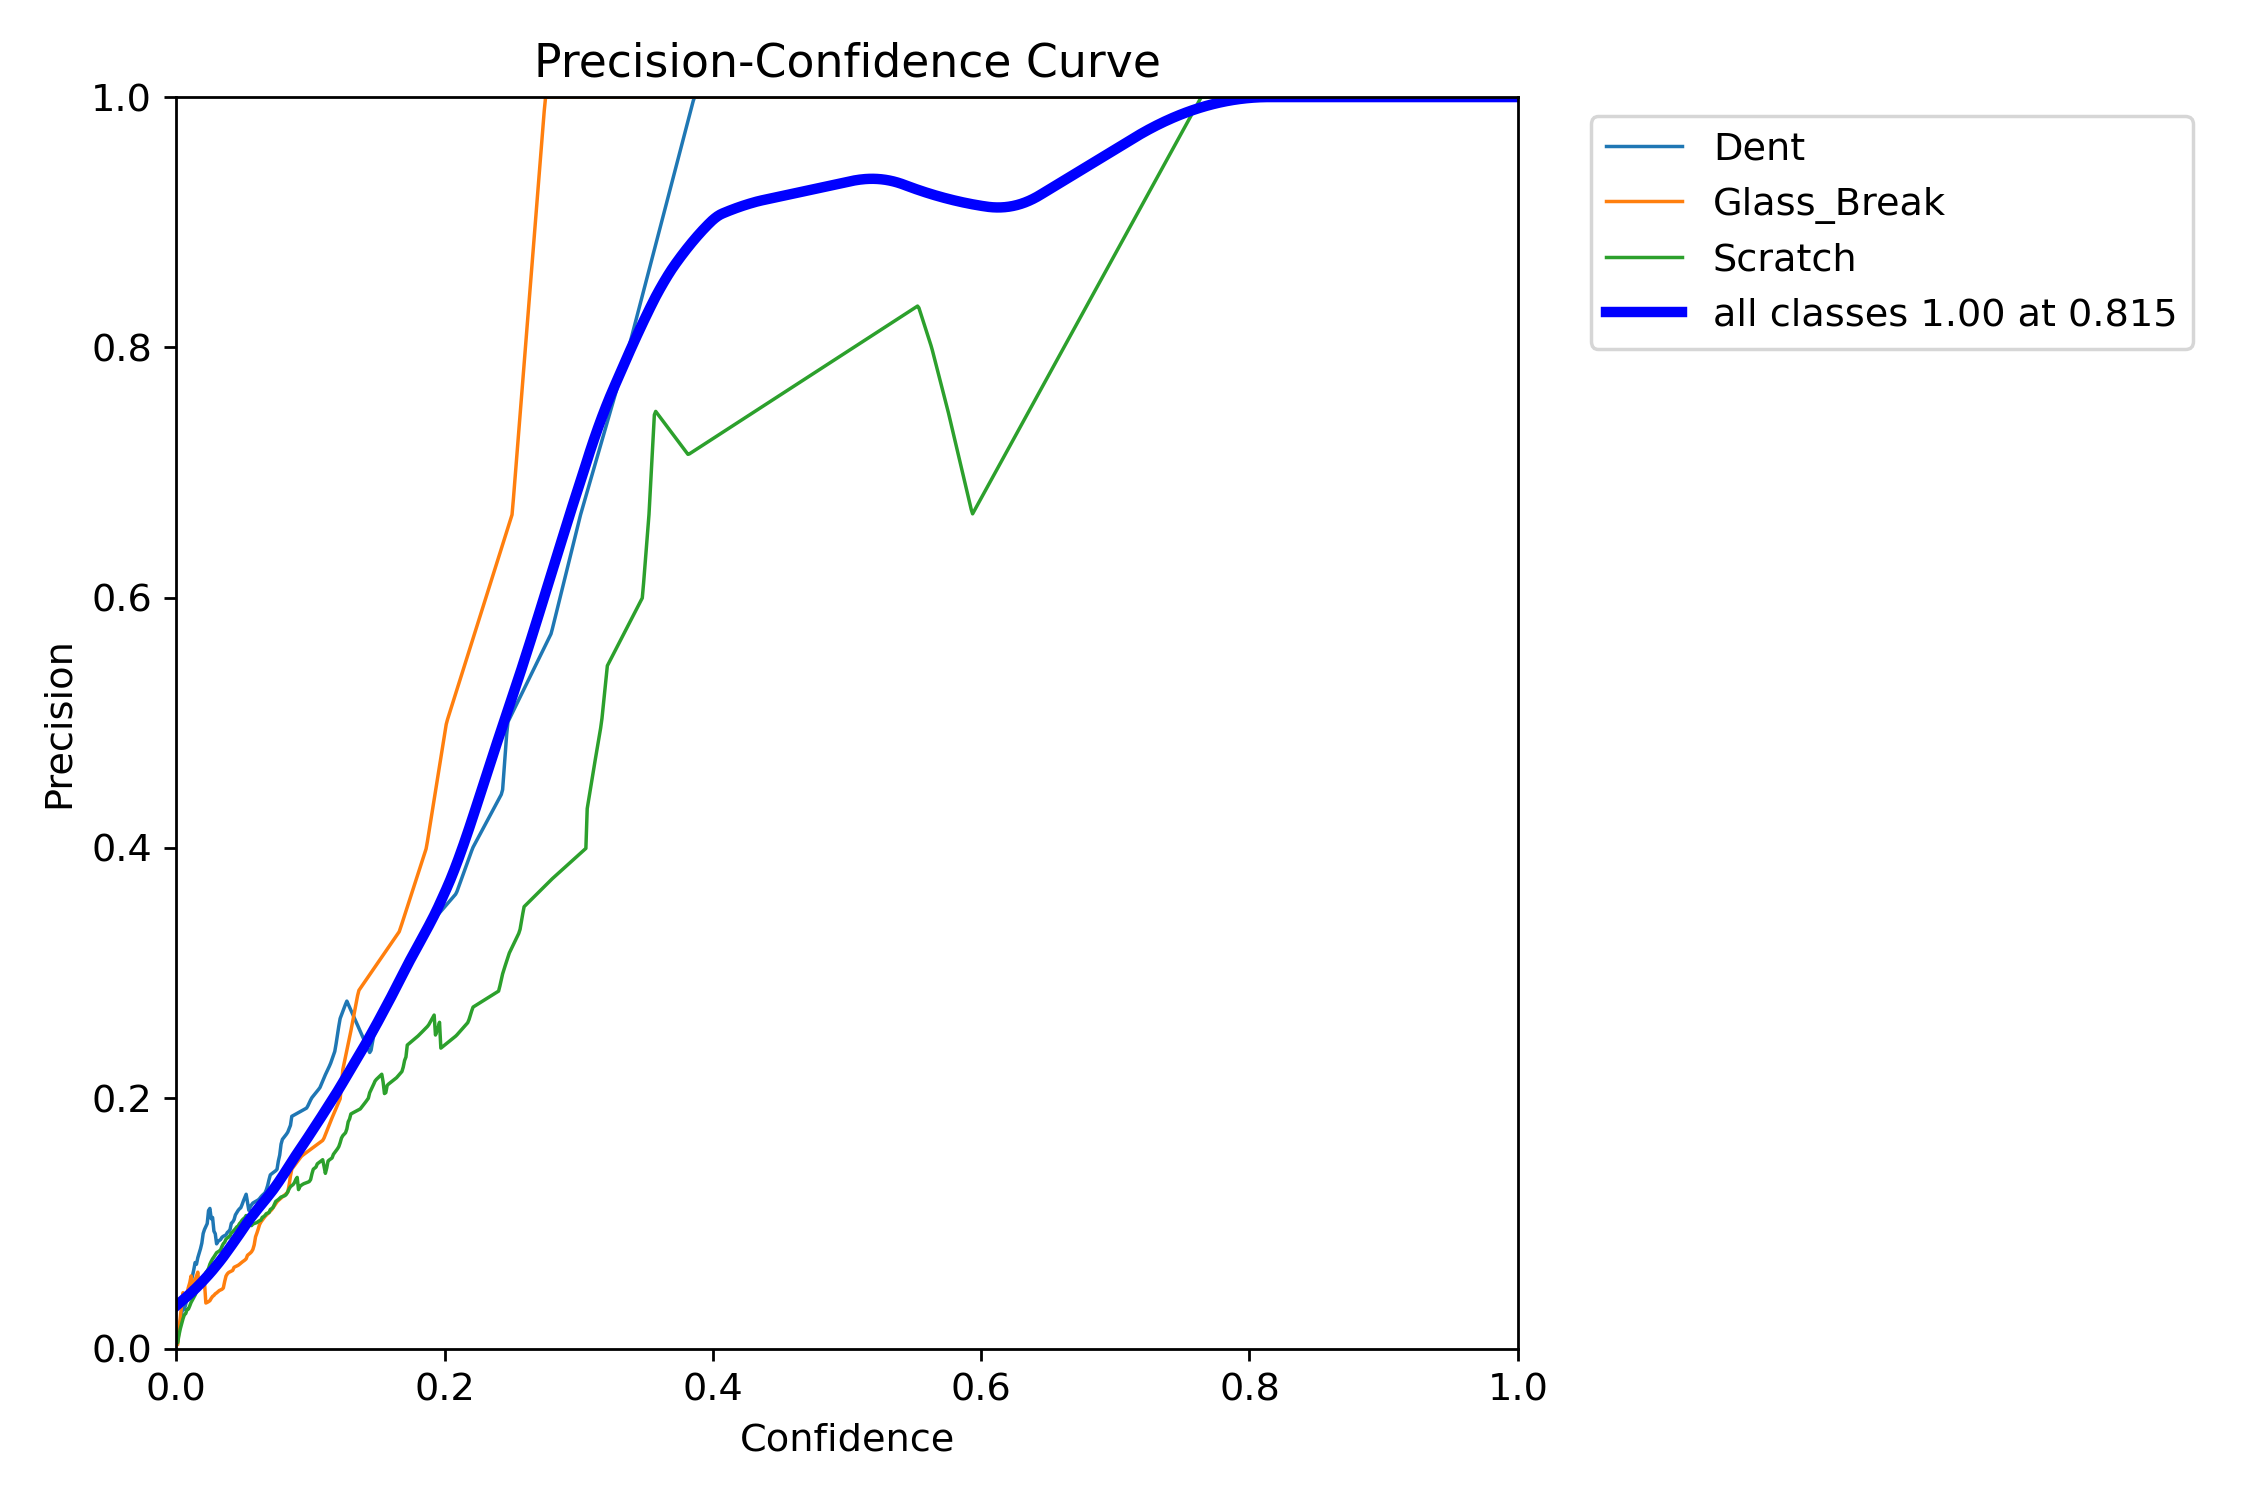 Precision-Confidence Curve
1.0
0.8
0.6
0.4
0.2
0.0
Precision
0.0 0.2 0.4 0.6 0.8 1.0
Confidence
Dent
Glass_Break
Scratch
all classes 1.00 at 0.815